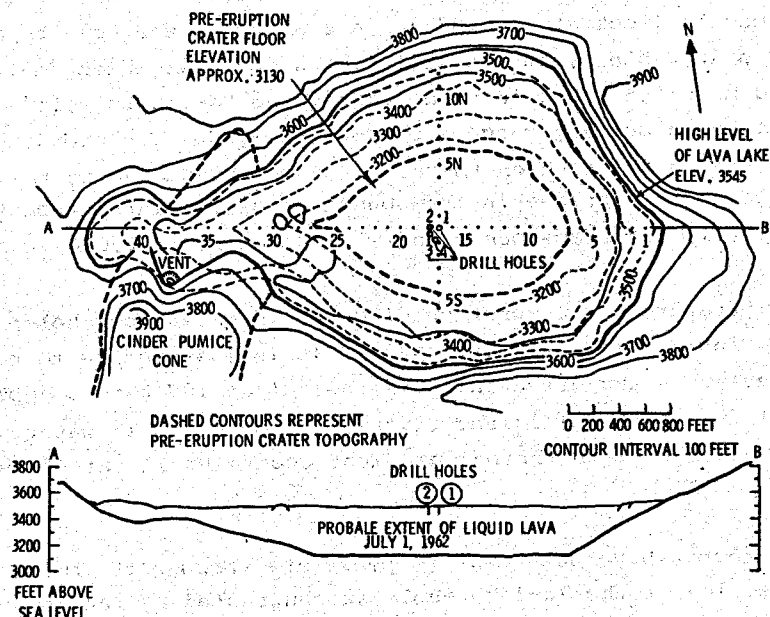 PRE-ERUPTION
CRATER FLOOR
ELEVATION
APPROX. 3130
3800
3700
3900
N
3500
3500
3600
3400
10N
3300
3200
5N
HIGH LEVEL
OF LAVA LAKE
ELEV. 3545
A
40
35
30
25
20
2
1
15
10
5
1
B
3
4
VENT
DRILL HOLES
5S
3200
3500
3300
3400
3600
3700
3800
3700
3800
3900
CINDER PUMICE
CONE
DASHED CONTOURS REPRESENT
PRE-ERUPTION CRATER TOPOGRAPHY
0 200 400 600 800 FEET
CONTOUR INTERVAL 100 FEET
A
B
3800
3600
3400
3200
3000
DRILL HOLES
2 1
PROBALE EXTENT OF LIQUID LAVA
JULY 1, 1962
FEET ABOVE
SEA LEVEL